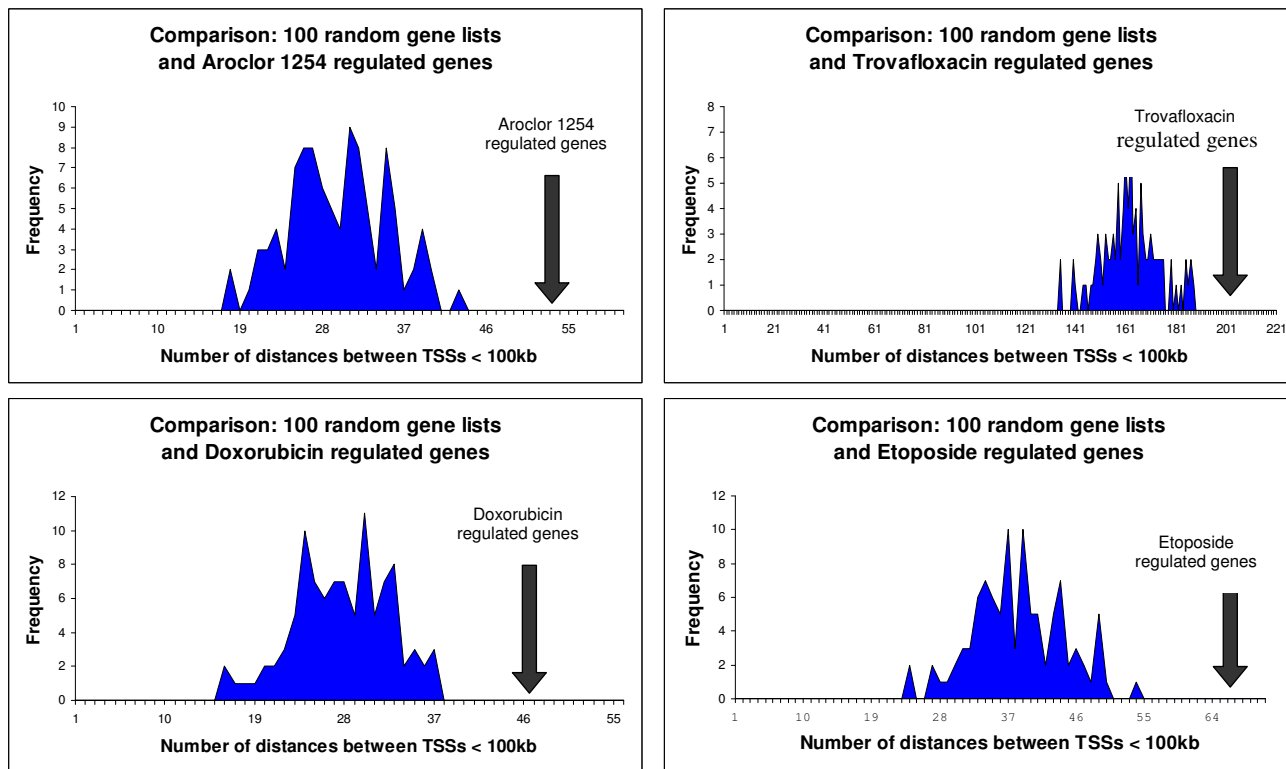 Comparison: 100 random gene lists
and Aroclor 1254 regulated genes
Frequency
10
9
8
7
6
5
4
3
2
1
0
Aroclor 1254
regulated genes
1 10 19 28 37 46 55
Number of distances between TSSs < 100kb
Comparison: 100 random gene lists
and Trovafloxacin regulated genes
Frequency
8
7
6
5
4
3
2
1
0
Trovafloxacin
regulated genes
1 21 41 61 81 101 121 141 161 181 201 221
Number of distances between TSSs < 100kb
Comparison: 100 random gene lists
and Doxorubicin regulated genes
Frequency
12
10
8
6
4
2
0
Doxorubicin
regulated genes
1 10 19 28 37 46 55
Number of distances between TSSs < 100kb
Comparison: 100 random gene lists
and Etoposide regulated genes
Frequency
12
10
8
6
4
2
0
Etoposide
regulated genes
1 10 19 28 37 46 55 64
Number of distances between TSSs < 100kb